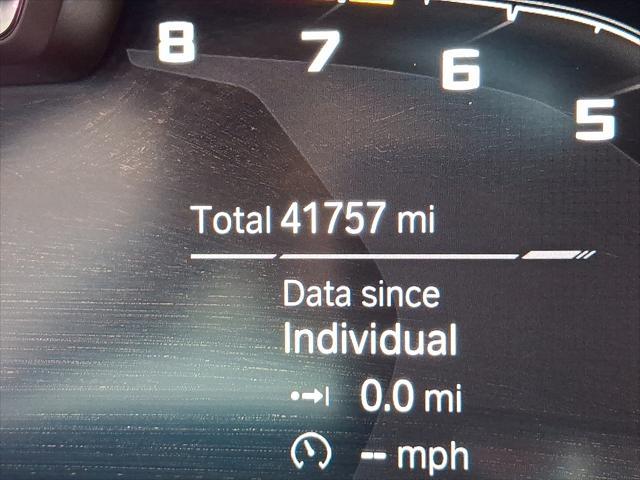 8 7 6 5
Total 41757 mi
Data since
Individual
0.0 mi
-- mph